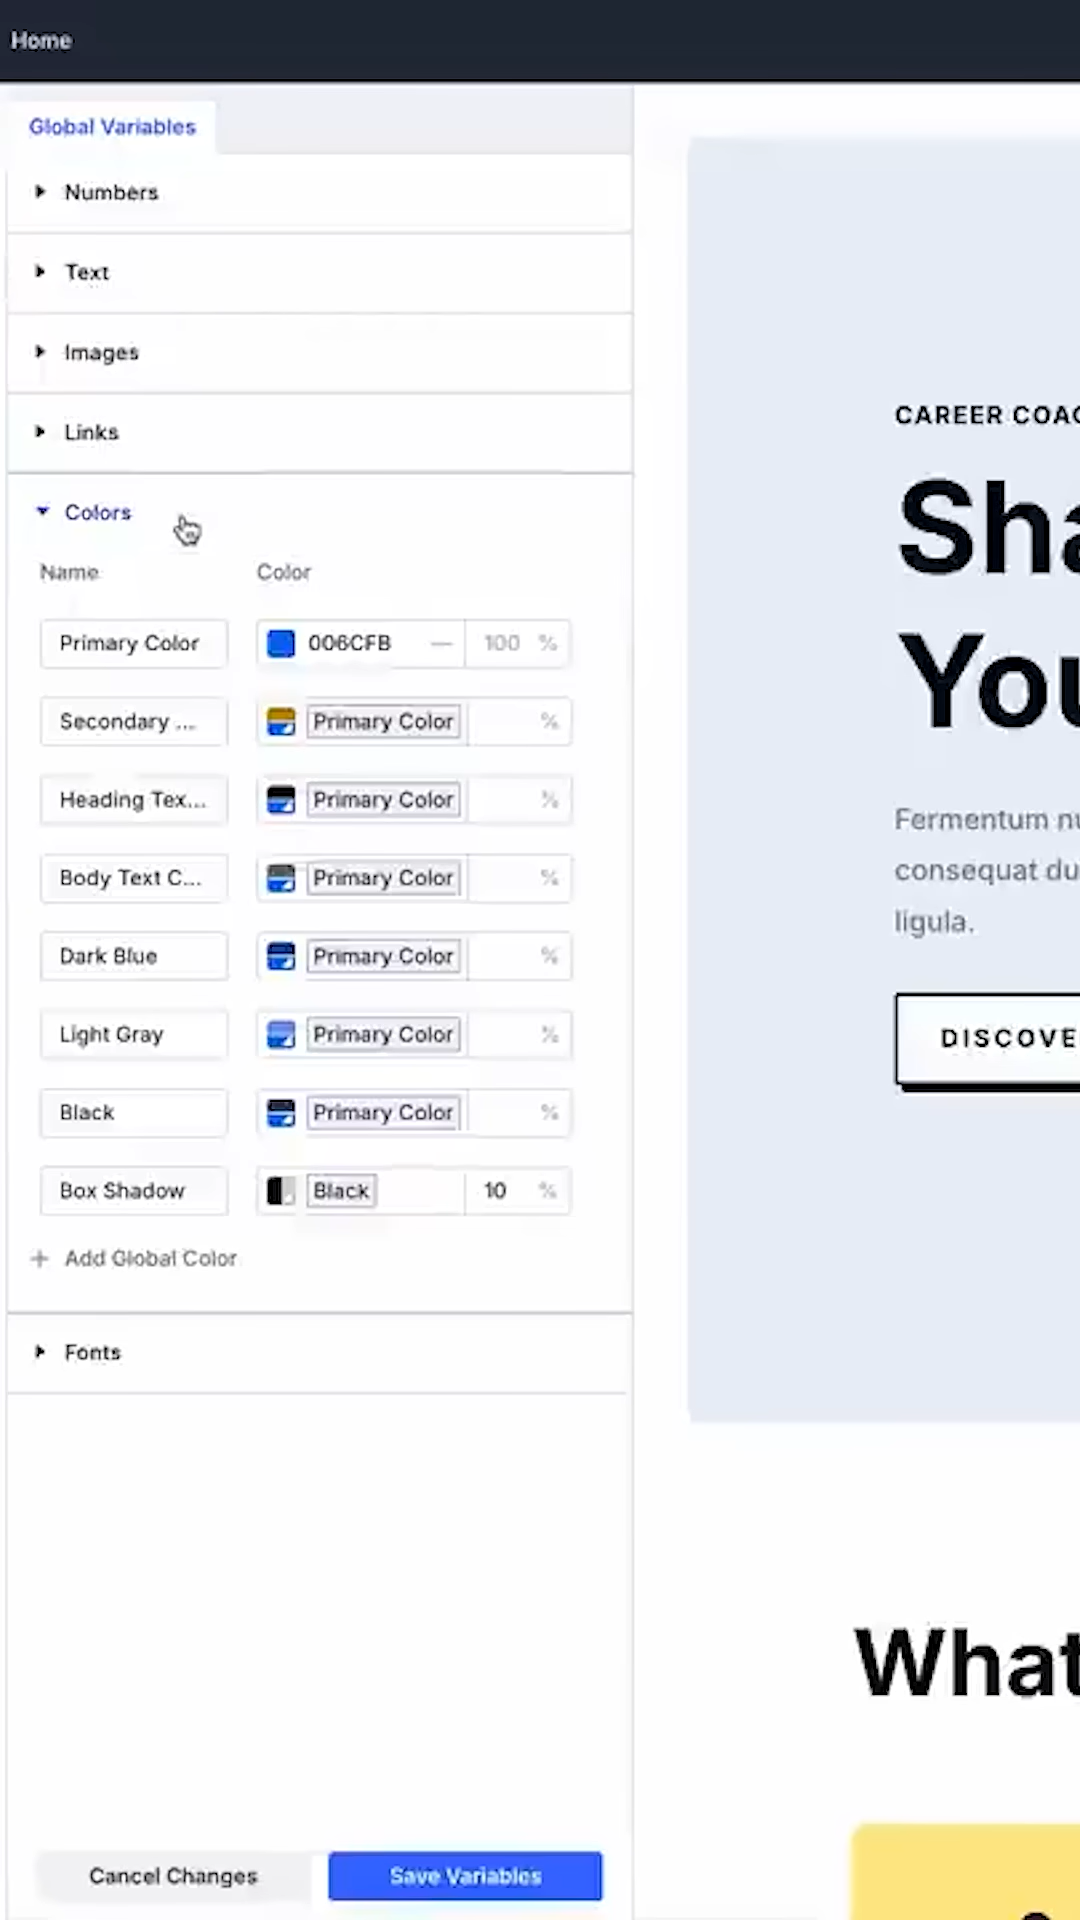 Home
Global Variables
Numbers
Text
Images
Links
Colors
Name Color
Primary Color 006CFB — 100 %
Secondary ... Primary Color %
Heading Tex... Primary Color %
Body Text C... Primary Color %
Dark Blue Primary Color %
Light Gray Primary Color %
Black Primary Color %
Box Shadow Black 10 %
+ Add Global Color
Fonts
Cancel Changes Save Variables
CAREER COAC
Sha
You
Fermentum nu
consequat du
ligula.
DISCOVE
What